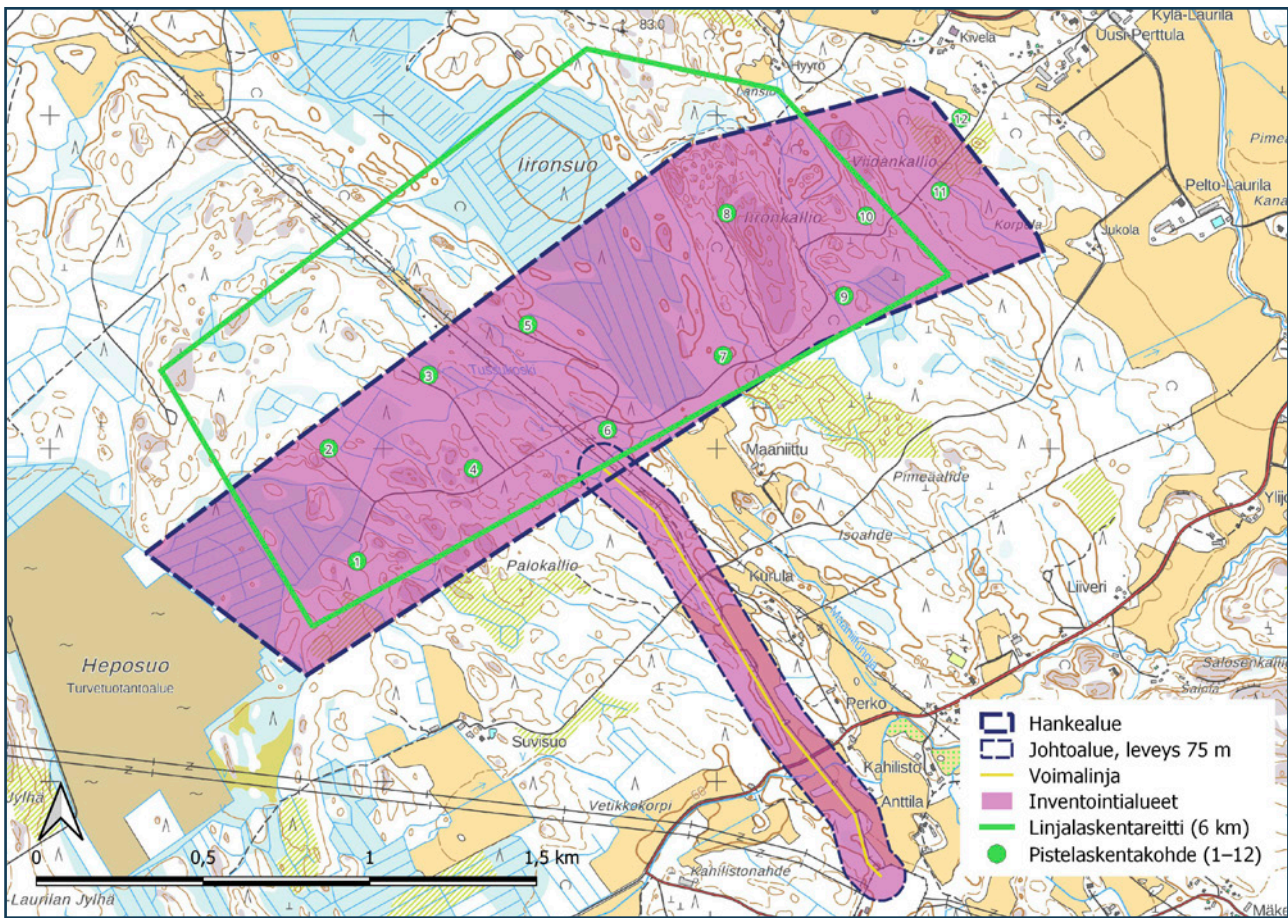 83.0
Kylä-Laurila
Kivelä
Uusi-Perttula
Hyyrö
Länsiö
12
Iironsuo
Viidankallio
Pelto-Laurila
8
Iironkallio
10
11
Korpela
Jukola
9
5
7
3
Tussukoslo
6
2
4
Maaniittu
Pimeäahde
1
Isoahde
Palokallio
Kurula
Liiveri
Heposuo
Turvetuotantoalue
Perko
Suvisuo
Kahilisto
Anttila
Jylhä
Vetikkokorpi
Kahilistonahde
Laurilan Jylhä
Hankealue
Johtoalue, leveys 75 m
Voimalinja
Inventointialueet
Linjalaskentareitti (6 km)
Pistelaskentakohde (1–12)
0
0,5
1
1,5 km